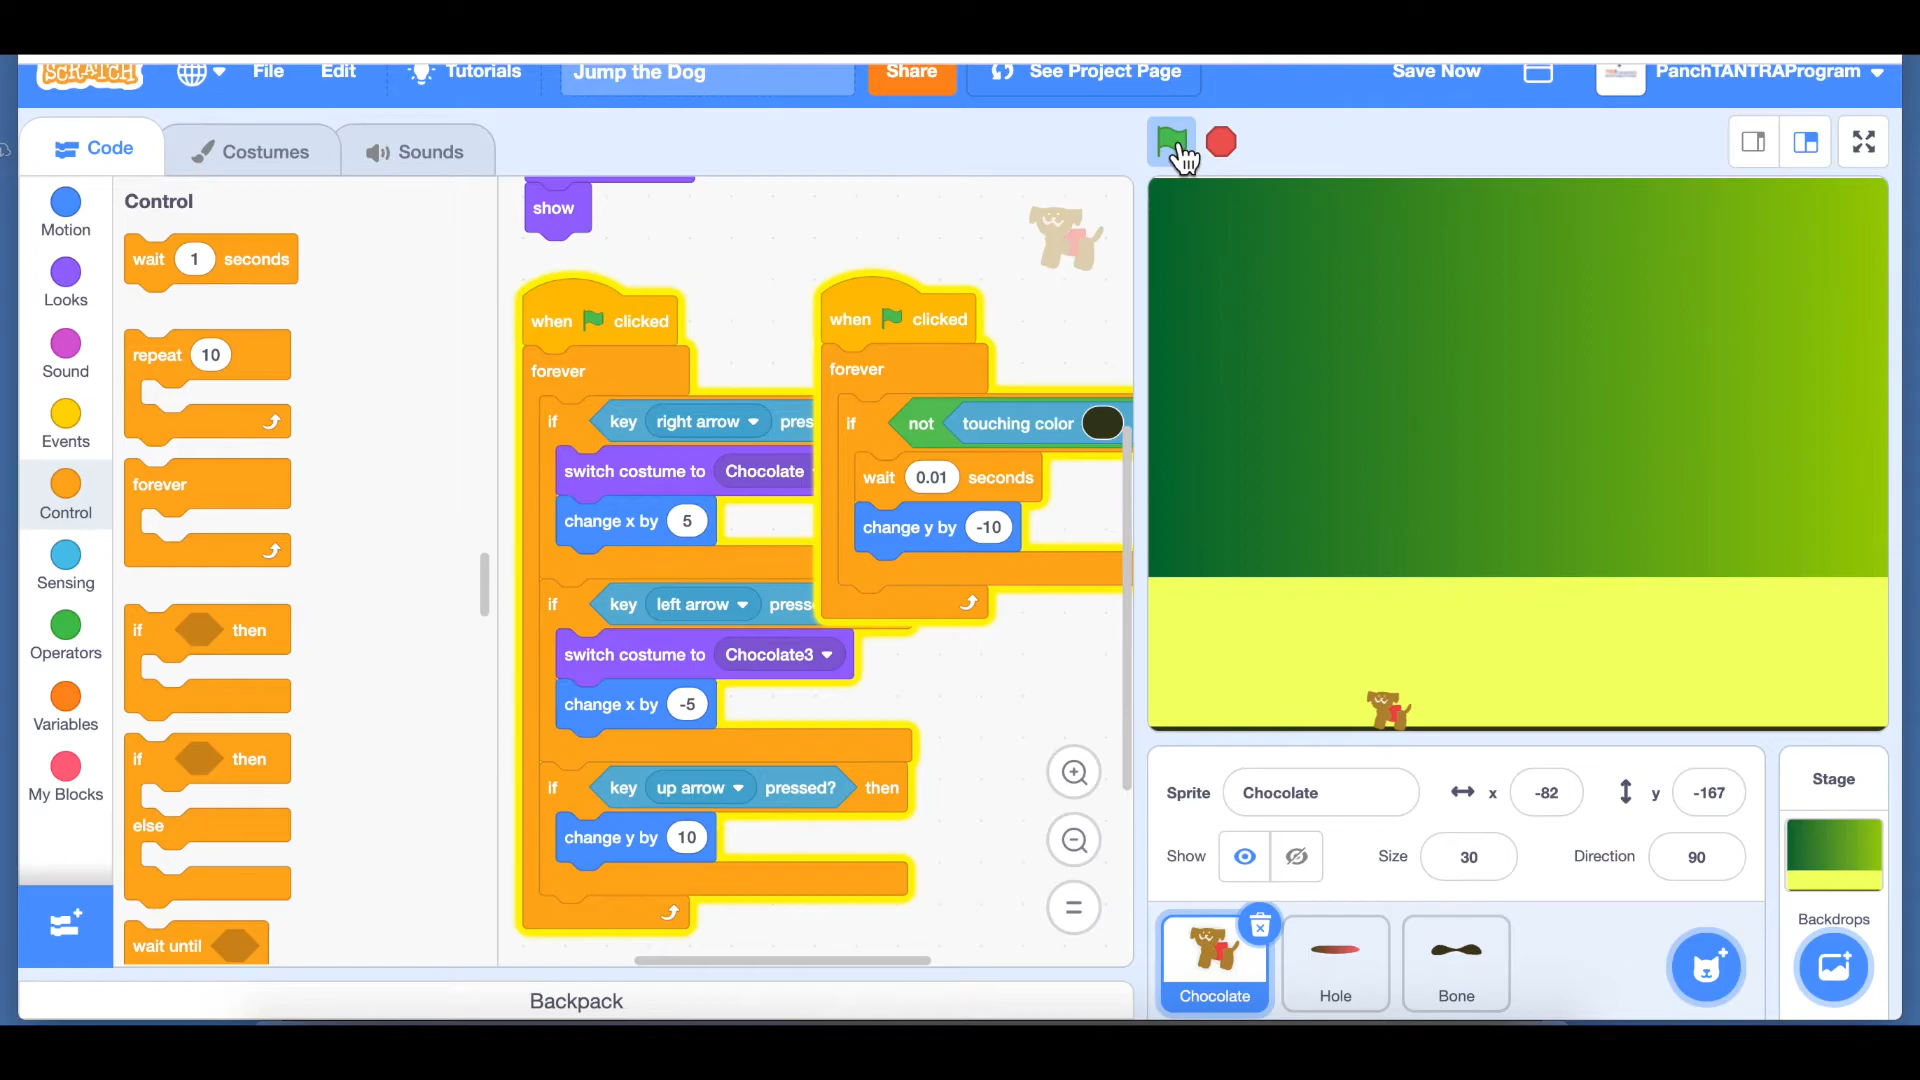 SCRATCH File Edit Tutorials Jump the Dog Share See Project Page Save Now PanchTANTRAProgram
Code Costumes Sounds
Motion
Looks
Sound
Events
Control
Sensing
Operators
Variables
My Blocks
Control
wait 1 seconds
repeat 10
forever
if then
if then
else
wait until
show
when clicked
forever
if key right arrow pres
switch costume to Chocolate
change x by 5
if key left arrow press
switch costume to Chocolate3
change x by -5
if key up arrow pressed? then
change y by 10
when clicked
forever
if not touching color
wait 0.01 seconds
change y by -10
Sprite Chocolate x -82 y -167
Show Size 30 Direction 90
Chocolate
Hole
Bone
Stage
Backdrops
Backpack